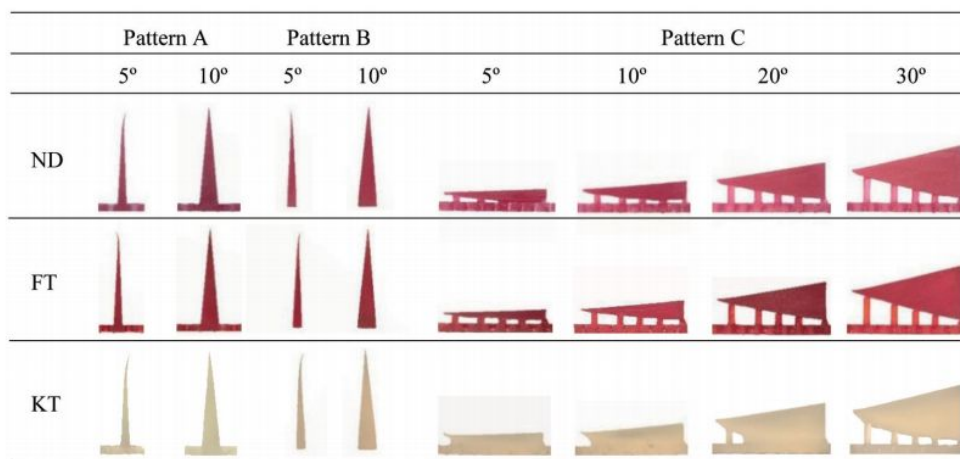 Pattern A Pattern B Pattern C
5º 10º 5º 10º 5º 10º 20º 30º
ND
FT
KT